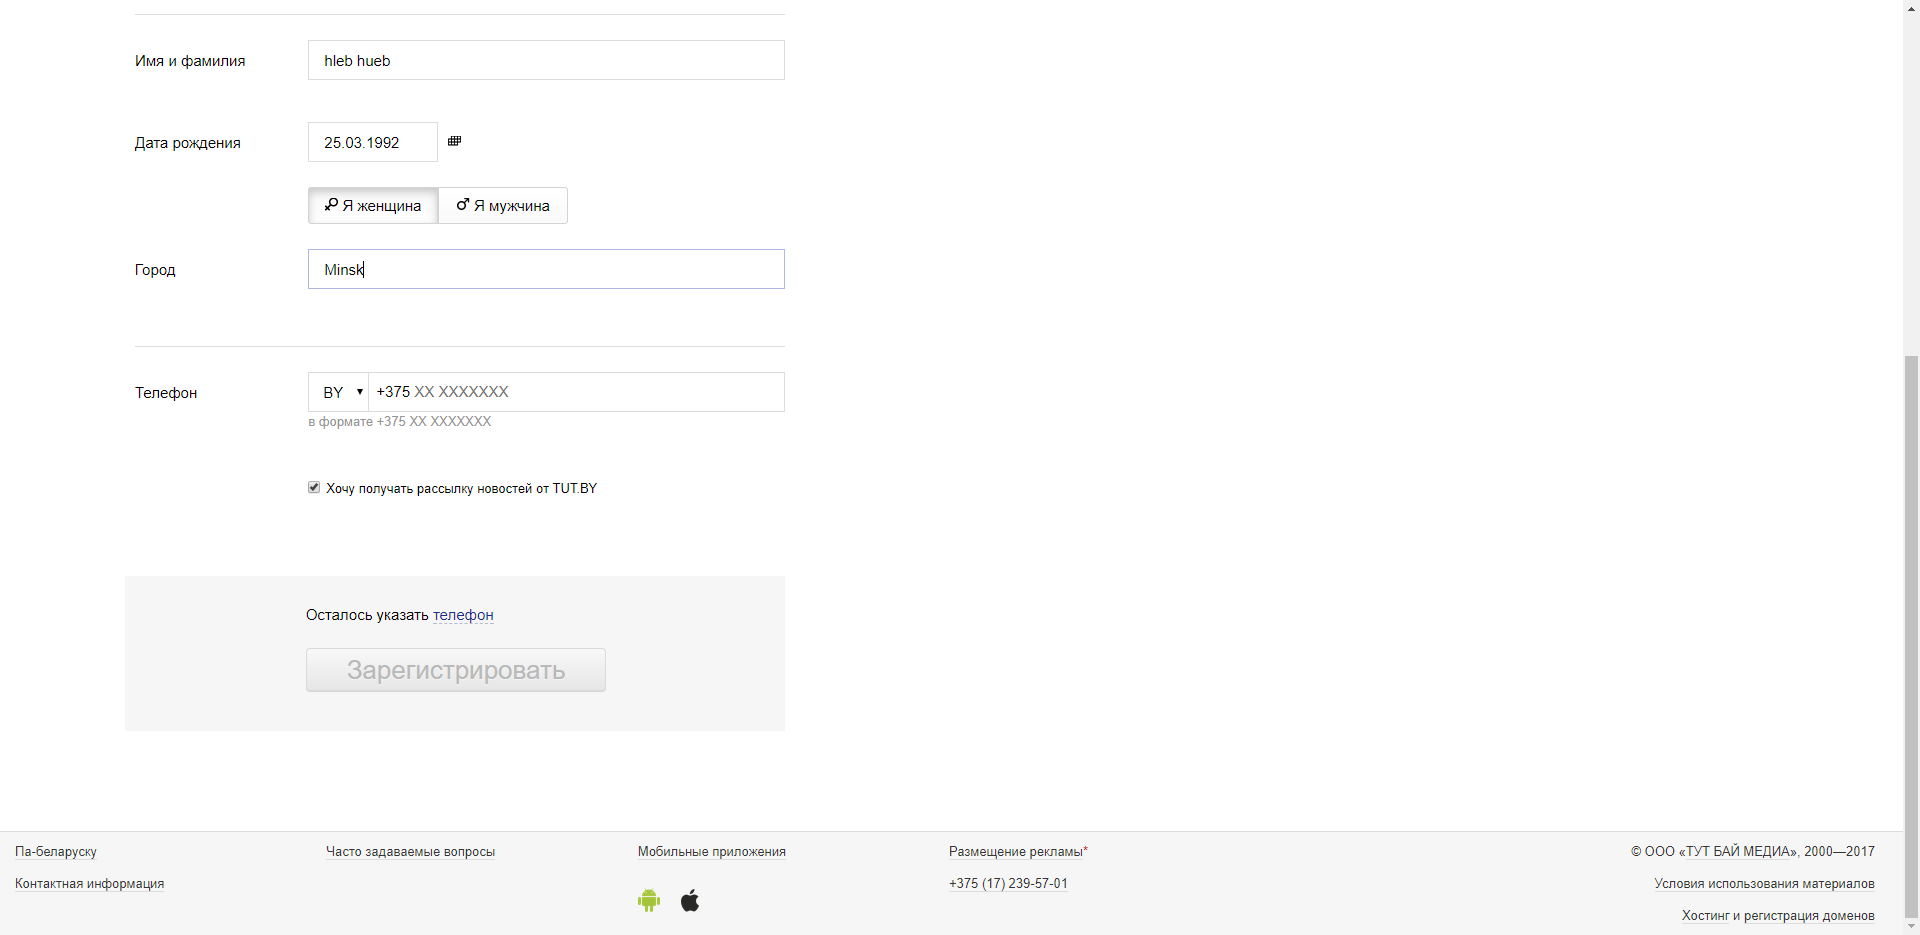 Имя и фамилия
hleb hueb
Дата рождения
25.03.1992
Я женщина
Я мужчина
Город
Minsk
Телефон
BY
+375 XX XXXXXXX
в формате +375 XX XXXXXXX
Хочу получать рассылку новостей от TUT.BY
Осталось указать телефон
Зарегистрировать
Па-беларуску
Часто задаваемые вопросы
Мобильные приложения
Размещение рекламы*
© ООО «ТУТ БАЙ МЕДИА», 2000—2017
Контактная информация
+375 (17) 239-57-01
Условия использования материалов
Хостинг и регистрация доменов